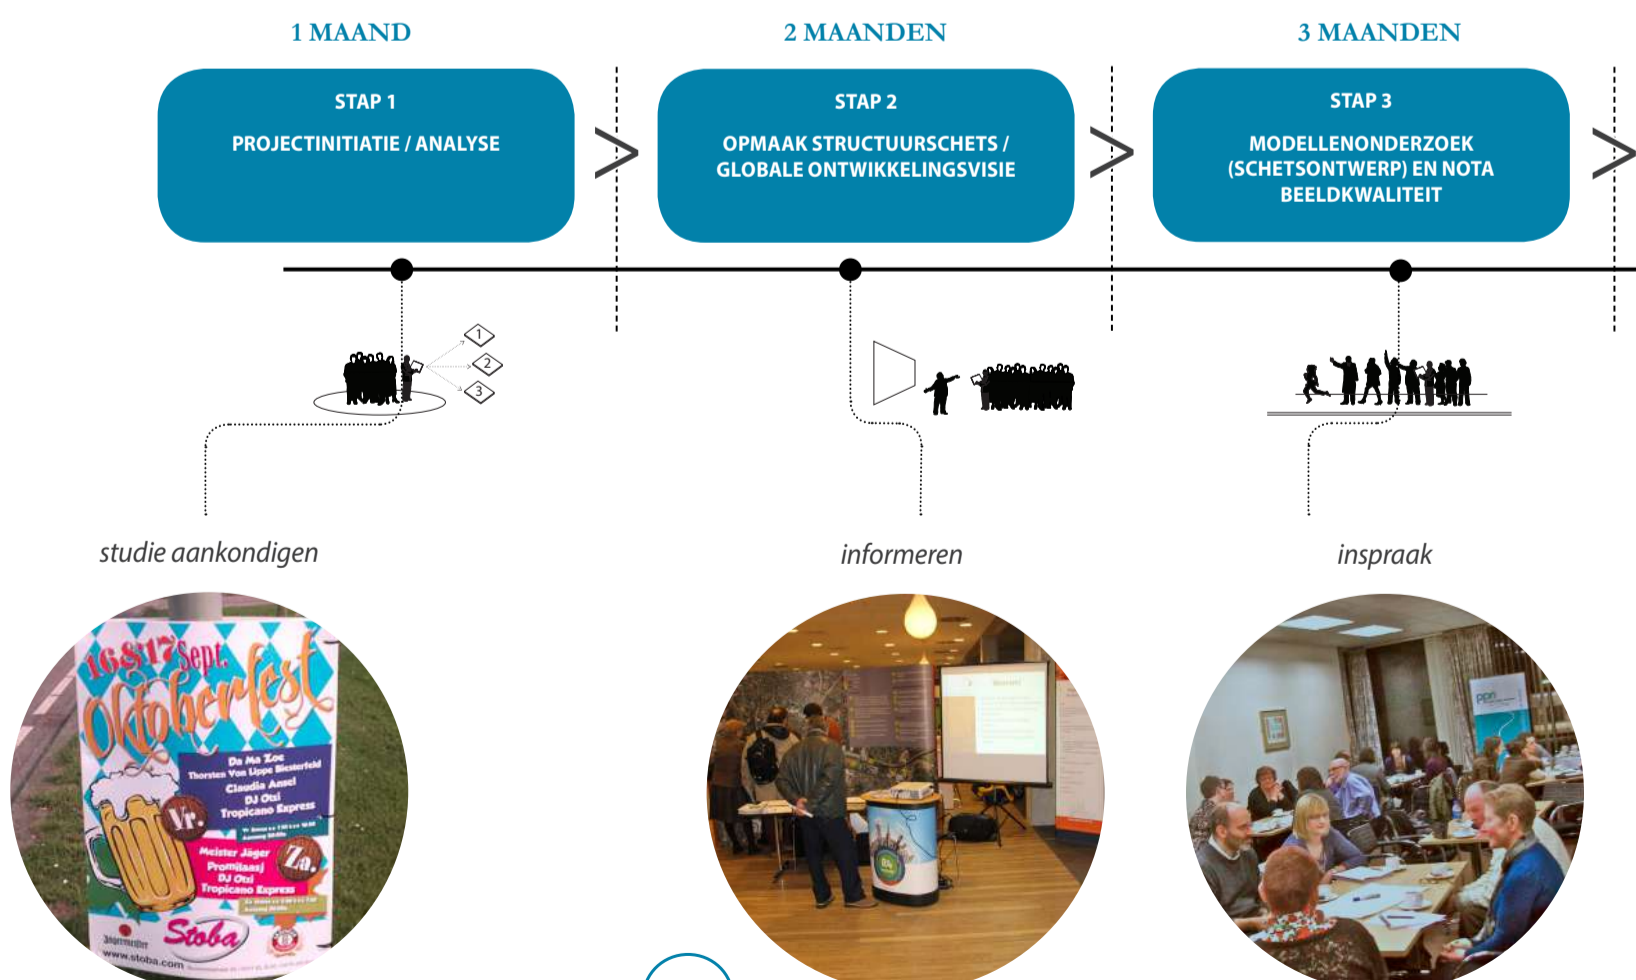 1 MAAND
2 MAANDEN
3 MAANDEN
STAP 1
PROJECTINITIATIE / ANALYSE
>
STAP 2
OPMAAK STRUCTUURSCHETS /
GLOBALE ONTWIKKELINGSVISIE
>
STAP 3
MODELLENONDERZOEK
(SCHETSONTWERP) EN NOTA
BEELDKWALITEIT
>
1
2
3
studie aankondigen
informeren
inspraak
16&17 Sept.
Oktoberfest
Da Ma Zoe
Thorsten Von Lippe Biesterfeld
Claudia Ansel
DJ Otzi
Tropicano Express
Vr.
Meister Jäger
Promilaasj
DJ Otzi
Tropicano Express
Za.
Jägermeister
Stoba
www.stoba.com
ppn